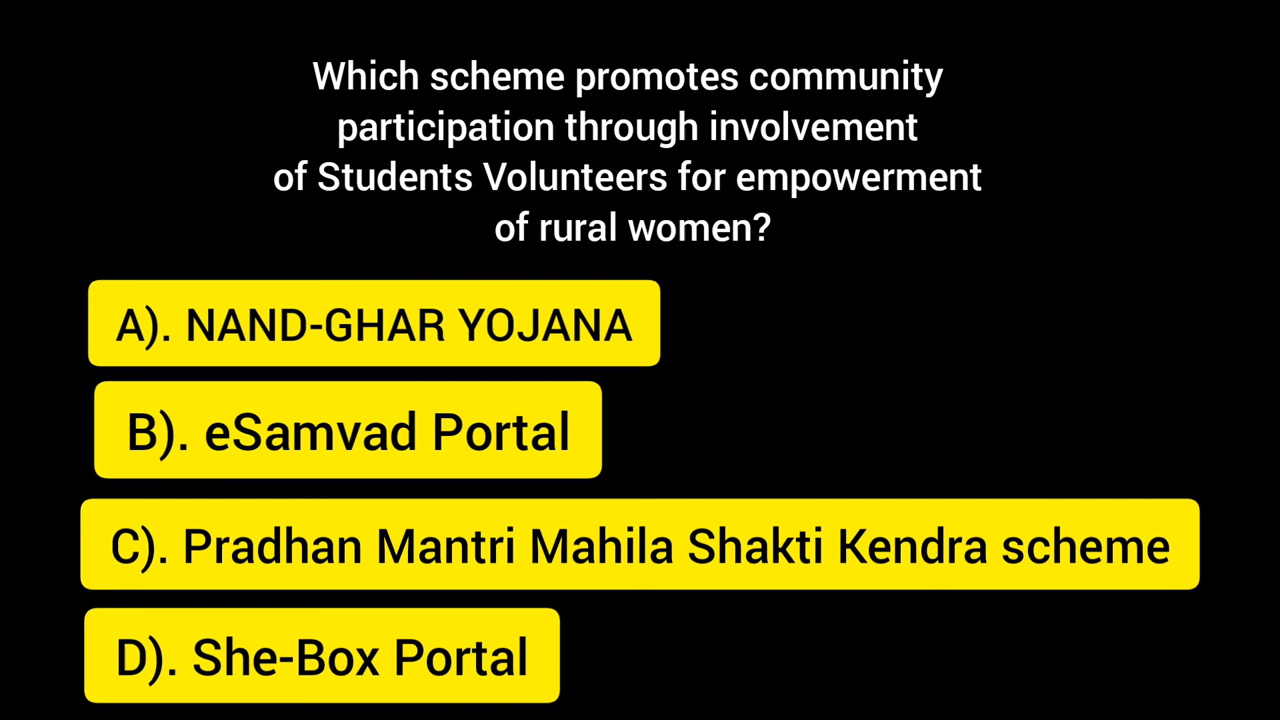 Which scheme promotes community
participation through involvement
of Students Volunteers for empowerment
of rural women?
A). NAND-GHAR YOJANA
B). eSamvad Portal
C). Pradhan Mantri Mahila Shakti Kendra scheme
D). She-Box Portal